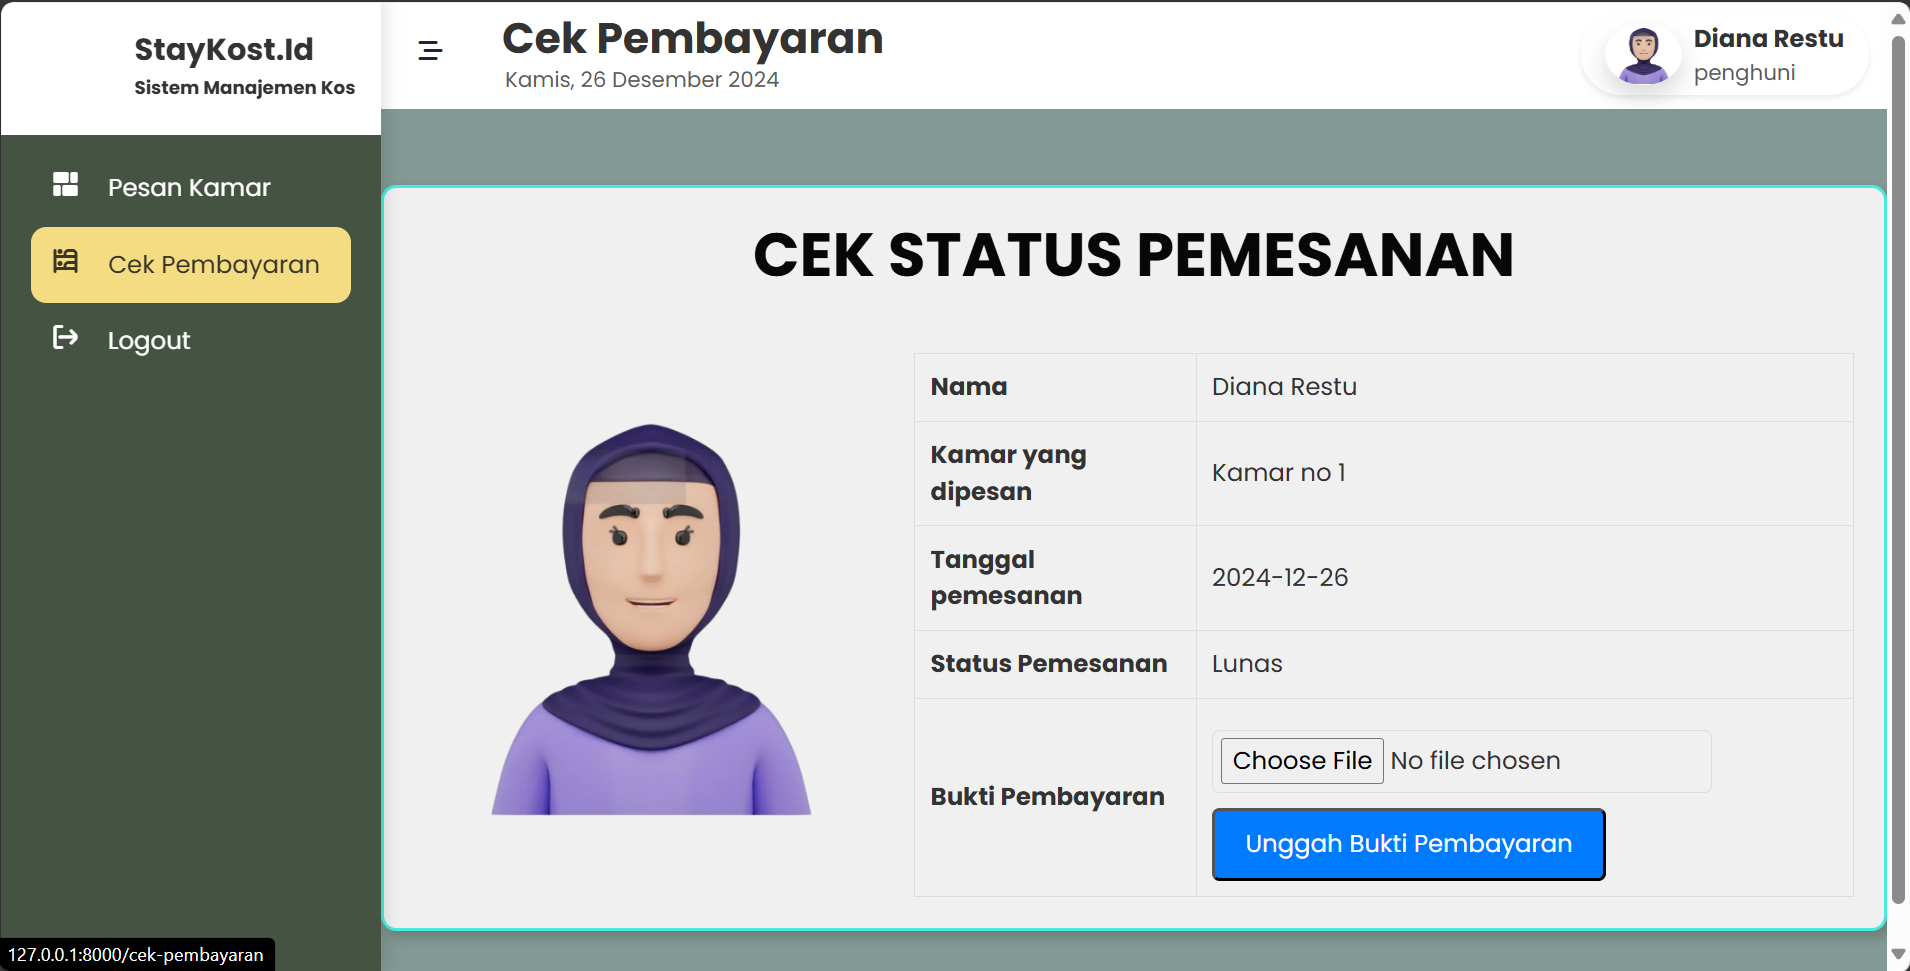 StayKost.Id
Sistem Manajemen Kos
Pesan Kamar
Cek Pembayaran
Logout
Cek Pembayaran
Kamis, 26 Desember 2024
Diana Restu
penghuni
CEK STATUS PEMESANAN
Nama
Diana Restu
Kamar yang
dipesan
Kamar no 1
Tanggal
pemesanan
2024-12-26
Status Pemesanan
Lunas
Bukti Pembayaran
Choose File No file chosen
Unggah Bukti Pembayaran
127.0.0.1:8000/cek-pembayaran